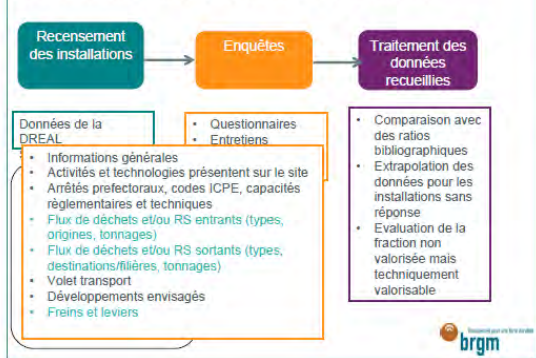 Recensement
des installations
Enquêtes
Traitement des
données
recueillies
Données de la
DREAL
• Questionnaires
• Entretiens
• Informations générales
• Activités et technologies présentent sur le site
• Arrêtés prefectoraux, codes ICPE, capacités
règlementaires et techniques
• Flux de déchets et/ou RS entrants (types,
origines, tonnages)
• Flux de déchets et/ou RS sortants (types,
destinations/filières, tonnages)
• Volet transport
• Développements envisagés
• Freins et leviers
• Comparaison avec
des ratios
bibliographiques
• Extrapolation des
données pour les
installations sans
réponse
• Evaluation de la
fraction non
valorisée mais
techniquement
valorisable
brgm